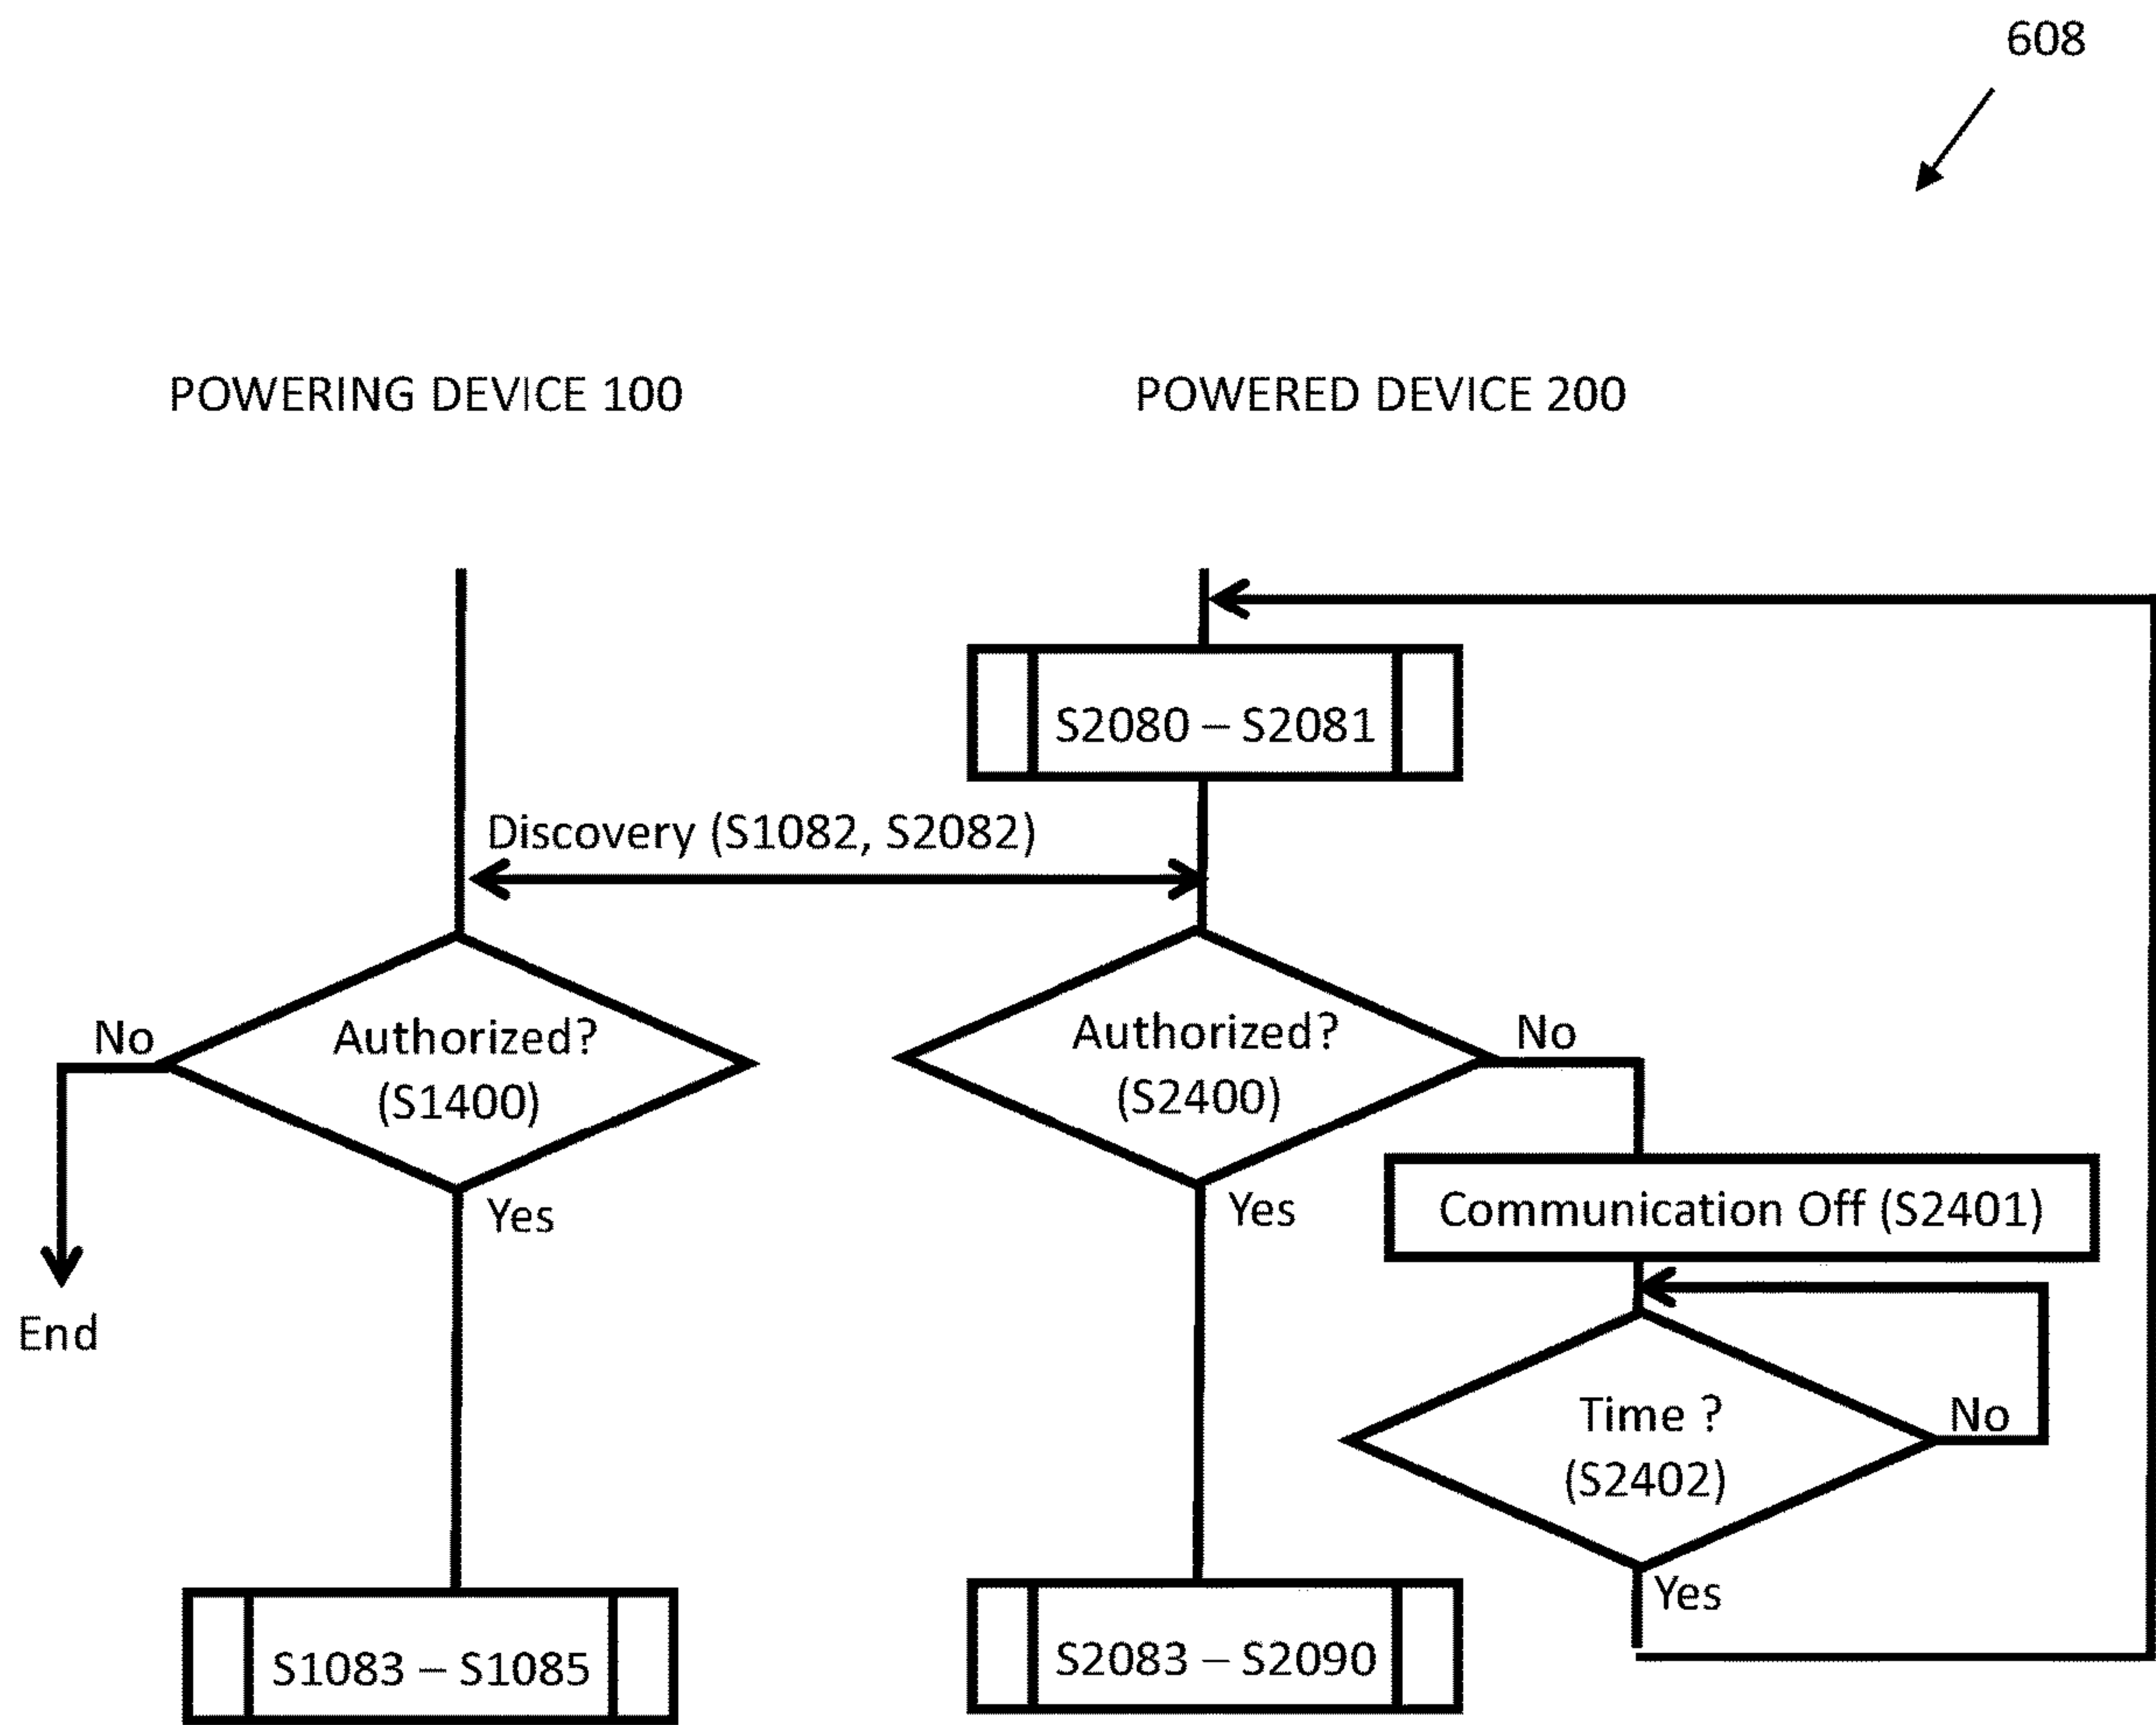 608
POWERING DEVICE 100
POWERED DEVICE 200
S2080 – S2081
Discovery (S1082, S2082)
No
Authorized?
(S1400)
Yes
End
Authorized?
(S2400)
No
Yes
Communication Off (S2401)
Time ?
(S2402)
No
Yes
S1083 – S1085
S2083 – S2090